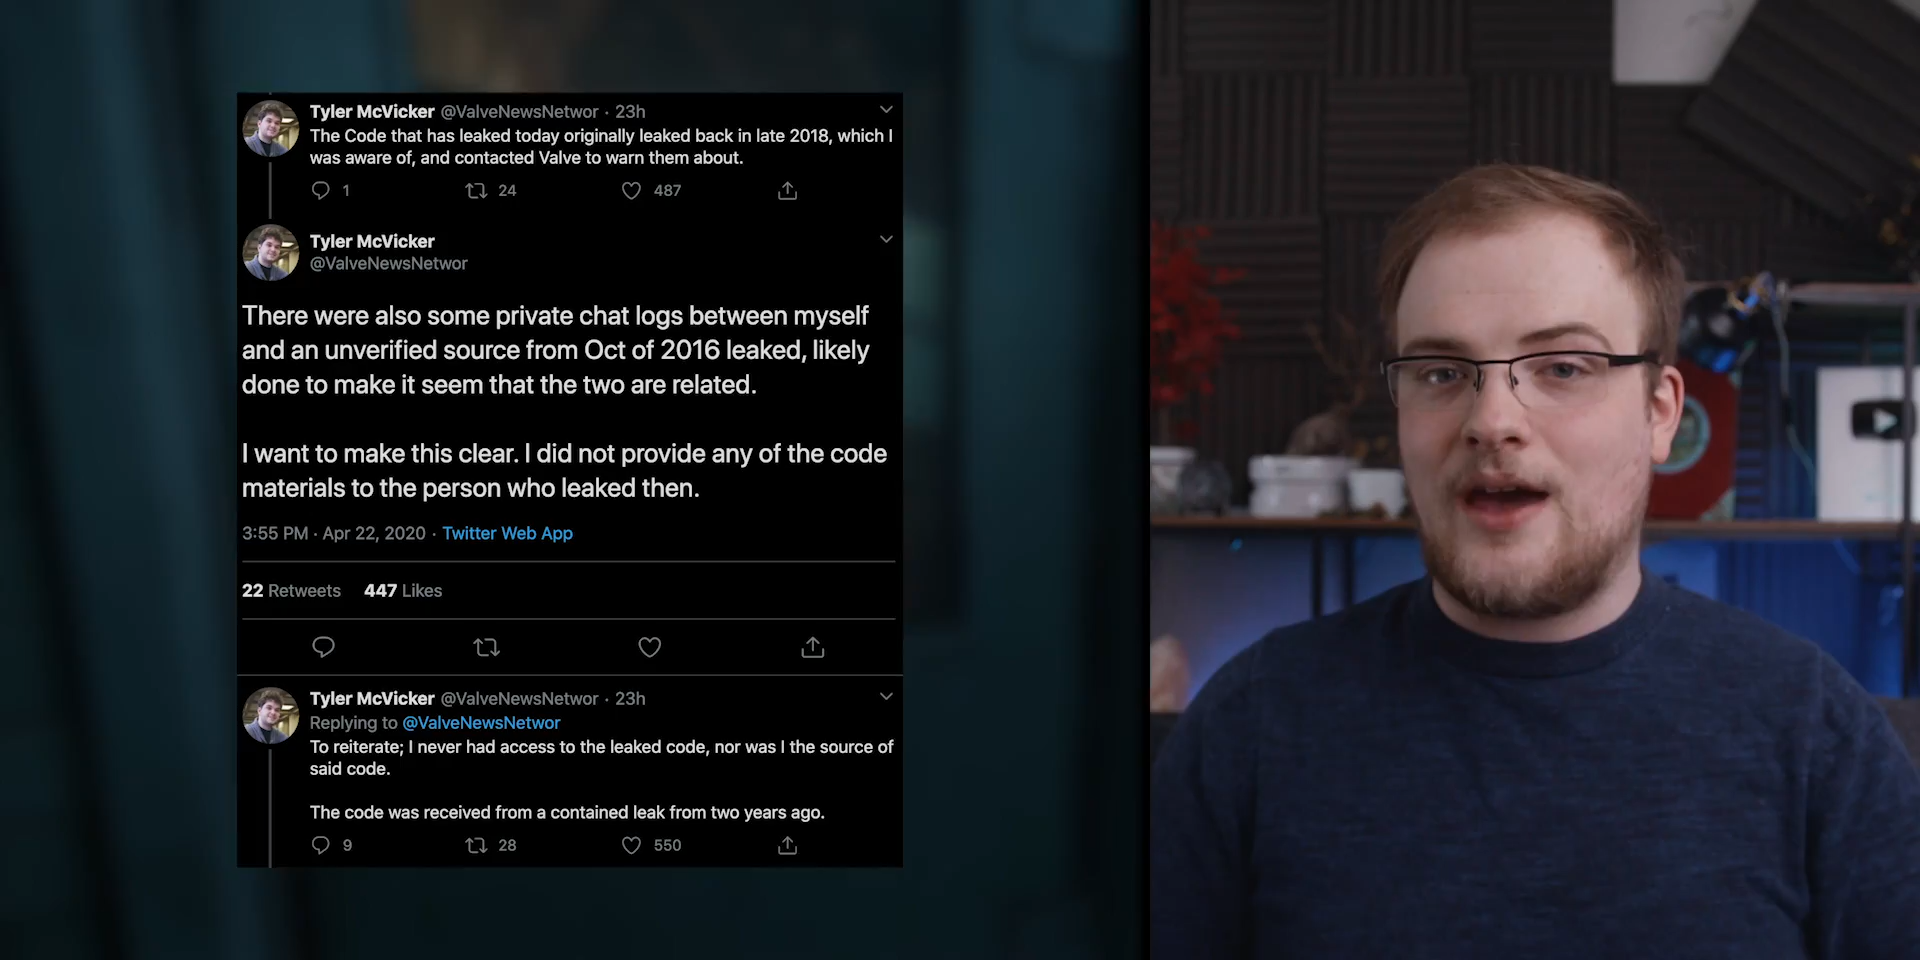 Tyler McVicker @ValveNewsNetwor · 23h
The Code that has leaked today originally leaked back in late 2018, which I
was aware of, and contacted Valve to warn them about.
1 24 487
Tyler McVicker
@ValveNewsNetwor
There were also some private chat logs between myself
and an unverified source from Oct of 2016 leaked, likely
done to make it seem that the two are related.
I want to make this clear. I did not provide any of the code
materials to the person who leaked then.
3:55 PM · Apr 22, 2020 · Twitter Web App
22 Retweets 447 Likes
Tyler McVicker @ValveNewsNetwor · 23h
Replying to @ValveNewsNetwor
To reiterate; I never had access to the leaked code, nor was I the source of
said code.
The code was received from a contained leak from two years ago.
9 28 550